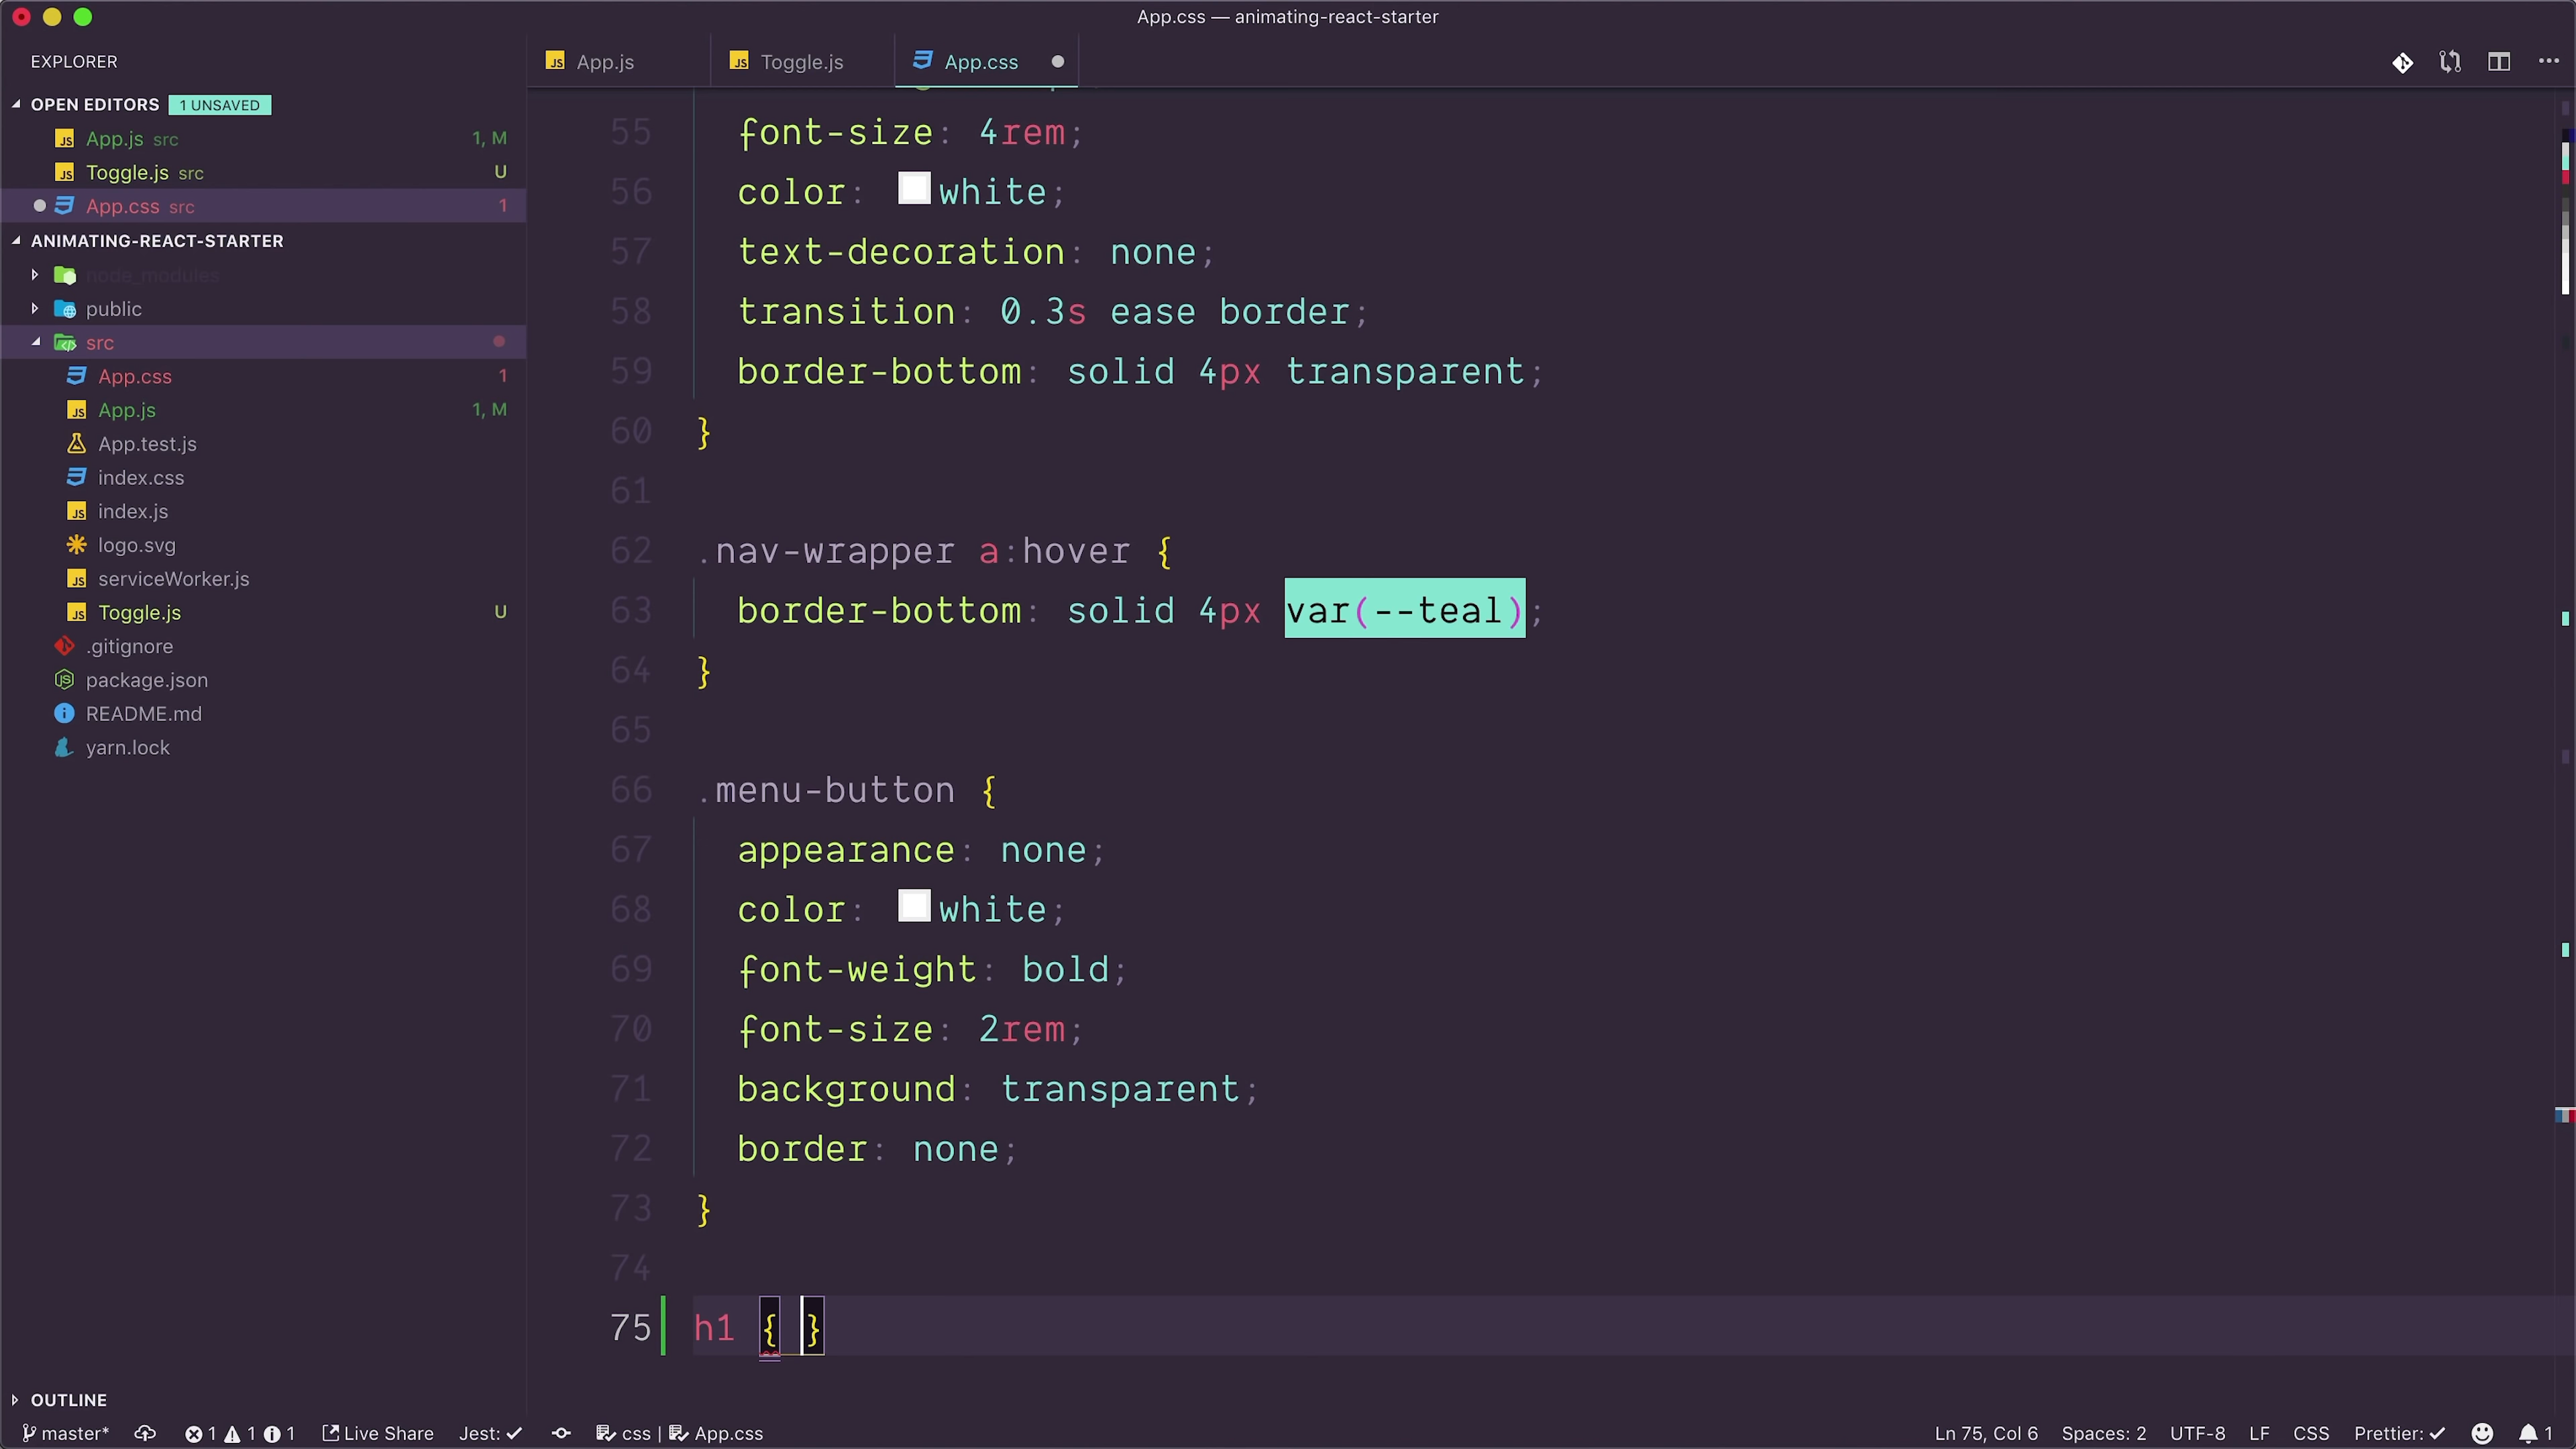 App.css — animating-react-starter
EXPLORER
OPEN EDITORS 1 UNSAVED
App.js src 1, M
Toggle.js src U
App.css src 1
ANIMATING-REACT-STARTER
node_modules
public
src
App.css 1
App.js 1, M
App.test.js
index.css
index.js
logo.svg
serviceWorker.js
Toggle.js U
.gitignore
package.json
README.md
yarn.lock
OUTLINE
App.js Toggle.js App.css
55 font-size: 4rem;
56 color: white;
57 text-decoration: none;
58 transition: 0.3s ease border;
59 border-bottom: solid 4px transparent;
60 }
61
62 .nav-wrapper a:hover {
63 border-bottom: solid 4px var(--teal);
64 }
65
66 .menu-button {
67 appearance: none;
68 color: white;
69 font-weight: bold;
70 font-size: 2rem;
71 background: transparent;
72 border: none;
73 }
74
75 h1 { }
master* 1 1 1 Live Share Jest: css | App.css Ln 75, Col 6 Spaces: 2 UTF-8 LF CSS Prettier: 1